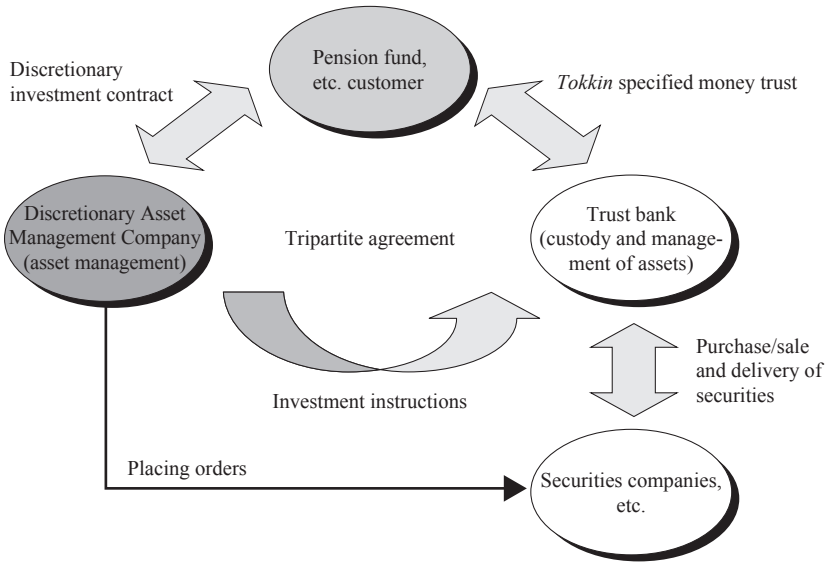 Pension fund,
etc. customer
Discretionary
investment contract
Tokkin specified money trust
Discretionary Asset
Management Company
(asset management)
Tripartite agreement
Trust bank
(custody and manage-
ment of assets)
Investment instructions
Purchase/sale
and delivery of
securities
Placing orders
Securities companies,
etc.